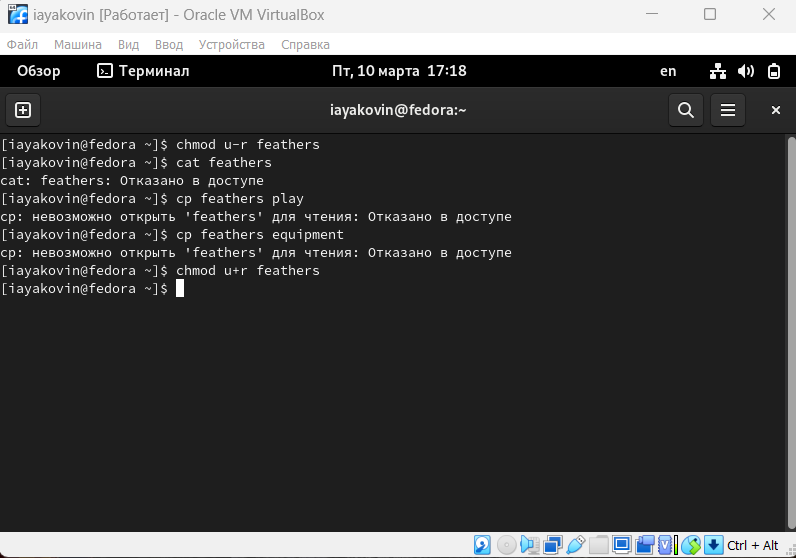 iayakovin [Работает] - Oracle VM VirtualBox
Файл Машина Вид Ввод Устройства Справка
Обзор Терминал Пт, 10 марта 17:18 en
iayakovin@fedora:~
[iayakovin@fedora ~]$ chmod u-r feathers
[iayakovin@fedora ~]$ cat feathers
cat: feathers: Отказано в доступе
[iayakovin@fedora ~]$ cp feathers play
cp: невозможно открыть 'feathers' для чтения: Отказано в доступе
[iayakovin@fedora ~]$ cp feathers equipment
cp: невозможно открыть 'feathers' для чтения: Отказано в доступе
[iayakovin@fedora ~]$ chmod u+r feathers
[iayakovin@fedora ~]$
Ctrl + Alt